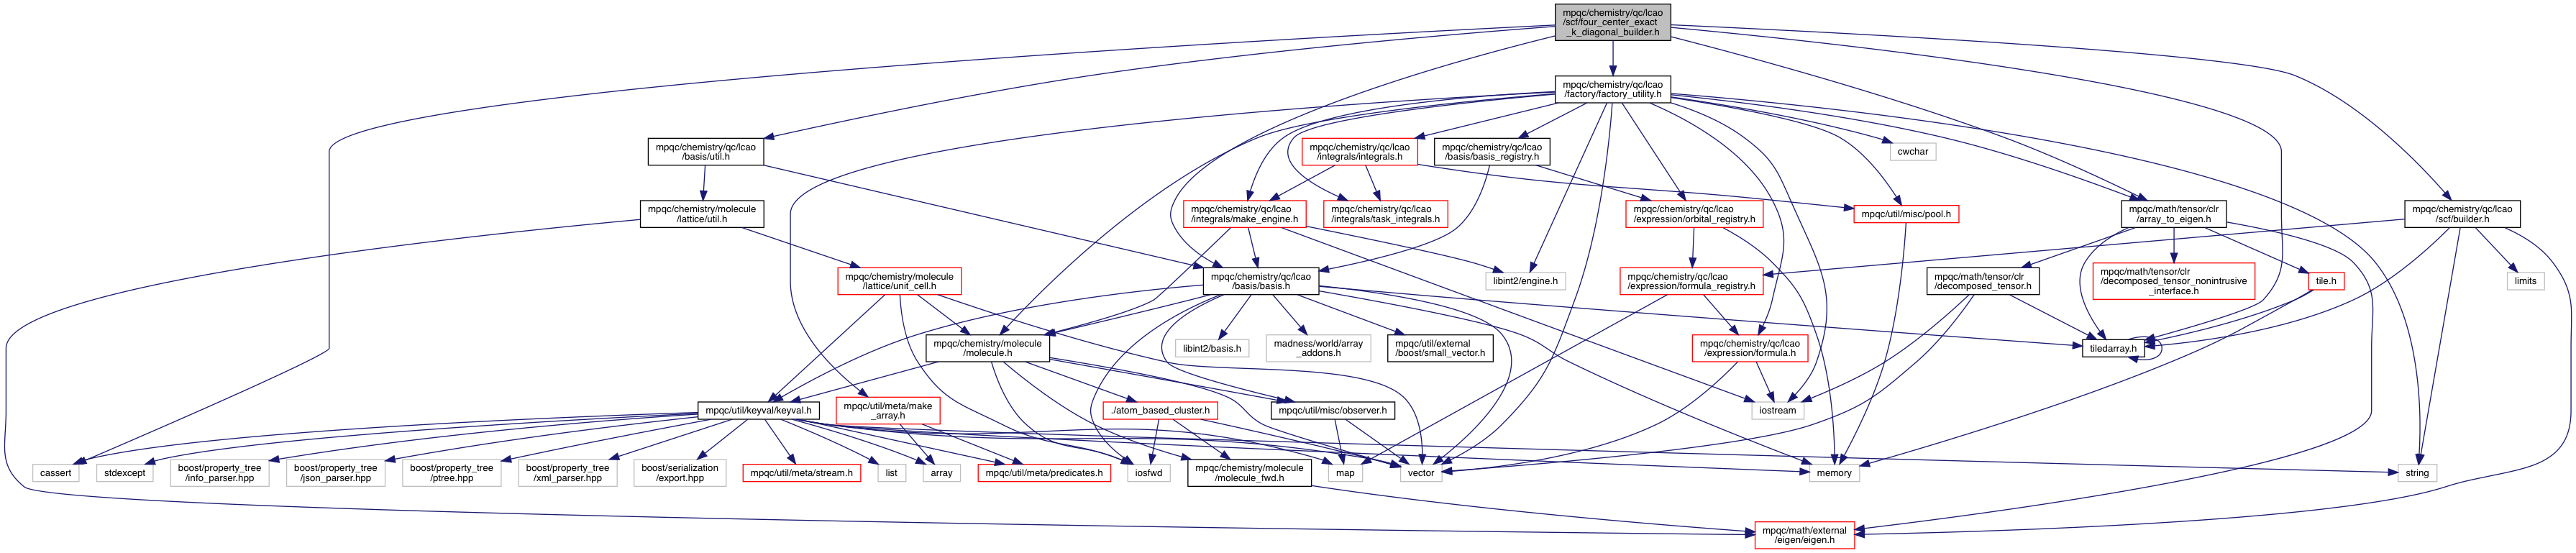 mpqc/chemistry/qc/lcao
/scf/four_center_exact
_k_diagonal_builder.h
mpqc/chemistry/qc/lcao
/factory/factory_utility.h
mpqc/chemistry/qc/lcao
/basis/util.h
mpqc/chemistry/qc/lcao
/integrals/integrals.h
mpqc/chemistry/qc/lcao
/basis/basis_registry.h
cwchar
mpqc/chemistry/molecule
/lattice/util.h
mpqc/chemistry/qc/lcao
/integrals/make_engine.h
mpqc/chemistry/qc/lcao
/integrals/task_integrals.h
mpqc/chemistry/qc/lcao
/expression/orbital_registry.h
mpqc/util/misc/pool.h
mpqc/math/tensor/clr
/array_to_eigen.h
mpqc/chemistry/qc/lcao
/scf/builder.h
mpqc/chemistry/molecule
/lattice/unit_cell.h
mpqc/chemistry/qc/lcao
/basis/basis.h
libint2/engine.h
mpqc/chemistry/qc/lcao
/expression/formula_registry.h
mpqc/math/tensor/clr
/decomposed_tensor.h
mpqc/math/tensor/clr
/decomposed_tensor_nonintrusive
_interface.h
tile.h
limits
mpqc/chemistry/molecule
/molecule.h
libint2/basis.h
madness/world/array
_addons.h
mpqc/util/external
/boost/small_vector.h
mpqc/chemistry/qc/lcao
/expression/formula.h
tiledarray.h
mpqc/util/keyval/keyval.h
mpqc/util/meta/make
_array.h
./atom_based_cluster.h
mpqc/util/misc/observer.h
iostream
cassert
stdexcept
boost/property_tree
/info_parser.hpp
boost/property_tree
/json_parser.hpp
boost/property_tree
/ptree.hpp
boost/property_tree
/xml_parser.hpp
boost/serialization
/export.hpp
mpqc/util/meta/stream.h
list
array
mpqc/util/meta/predicates.h
iosfwd
mpqc/chemistry/molecule
/molecule_fwd.h
map
vector
memory
string
mpqc/math/external
/eigen/eigen.h